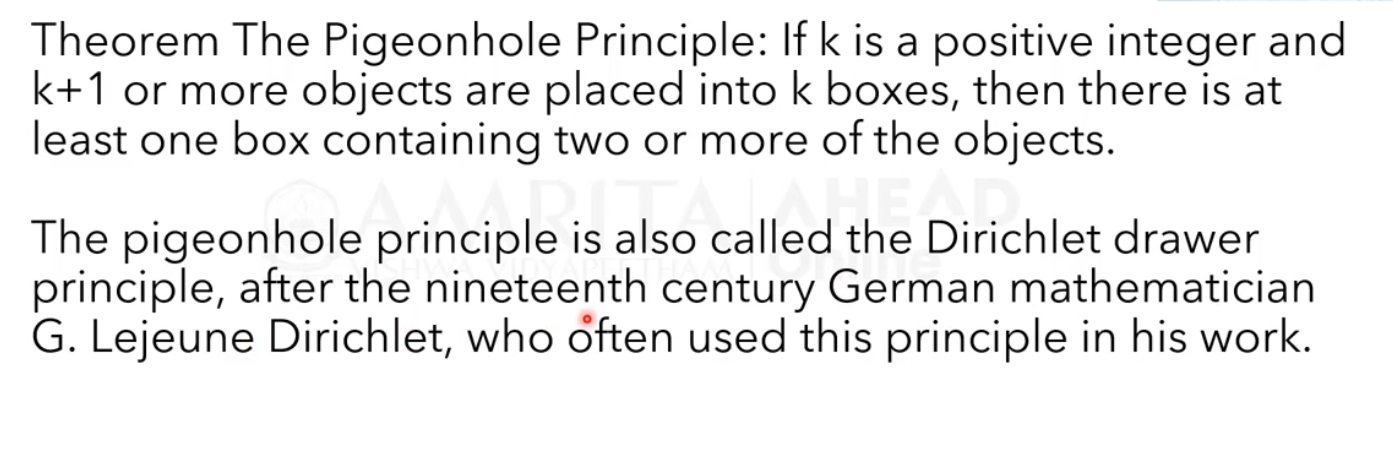 Theorem The Pigeonhole Principle: If k is a positive integer and
k+1 or more objects are placed into k boxes, then there is at
least one box containing two or more of the objects.
AMRITA AHEAD
VISHWA VIDYAPEETHAM Online
The pigeonhole principle is also called the Dirichlet drawer
principle, after the nineteenth century German mathematician
G. Lejeune Dirichlet, who often used this principle in his work.